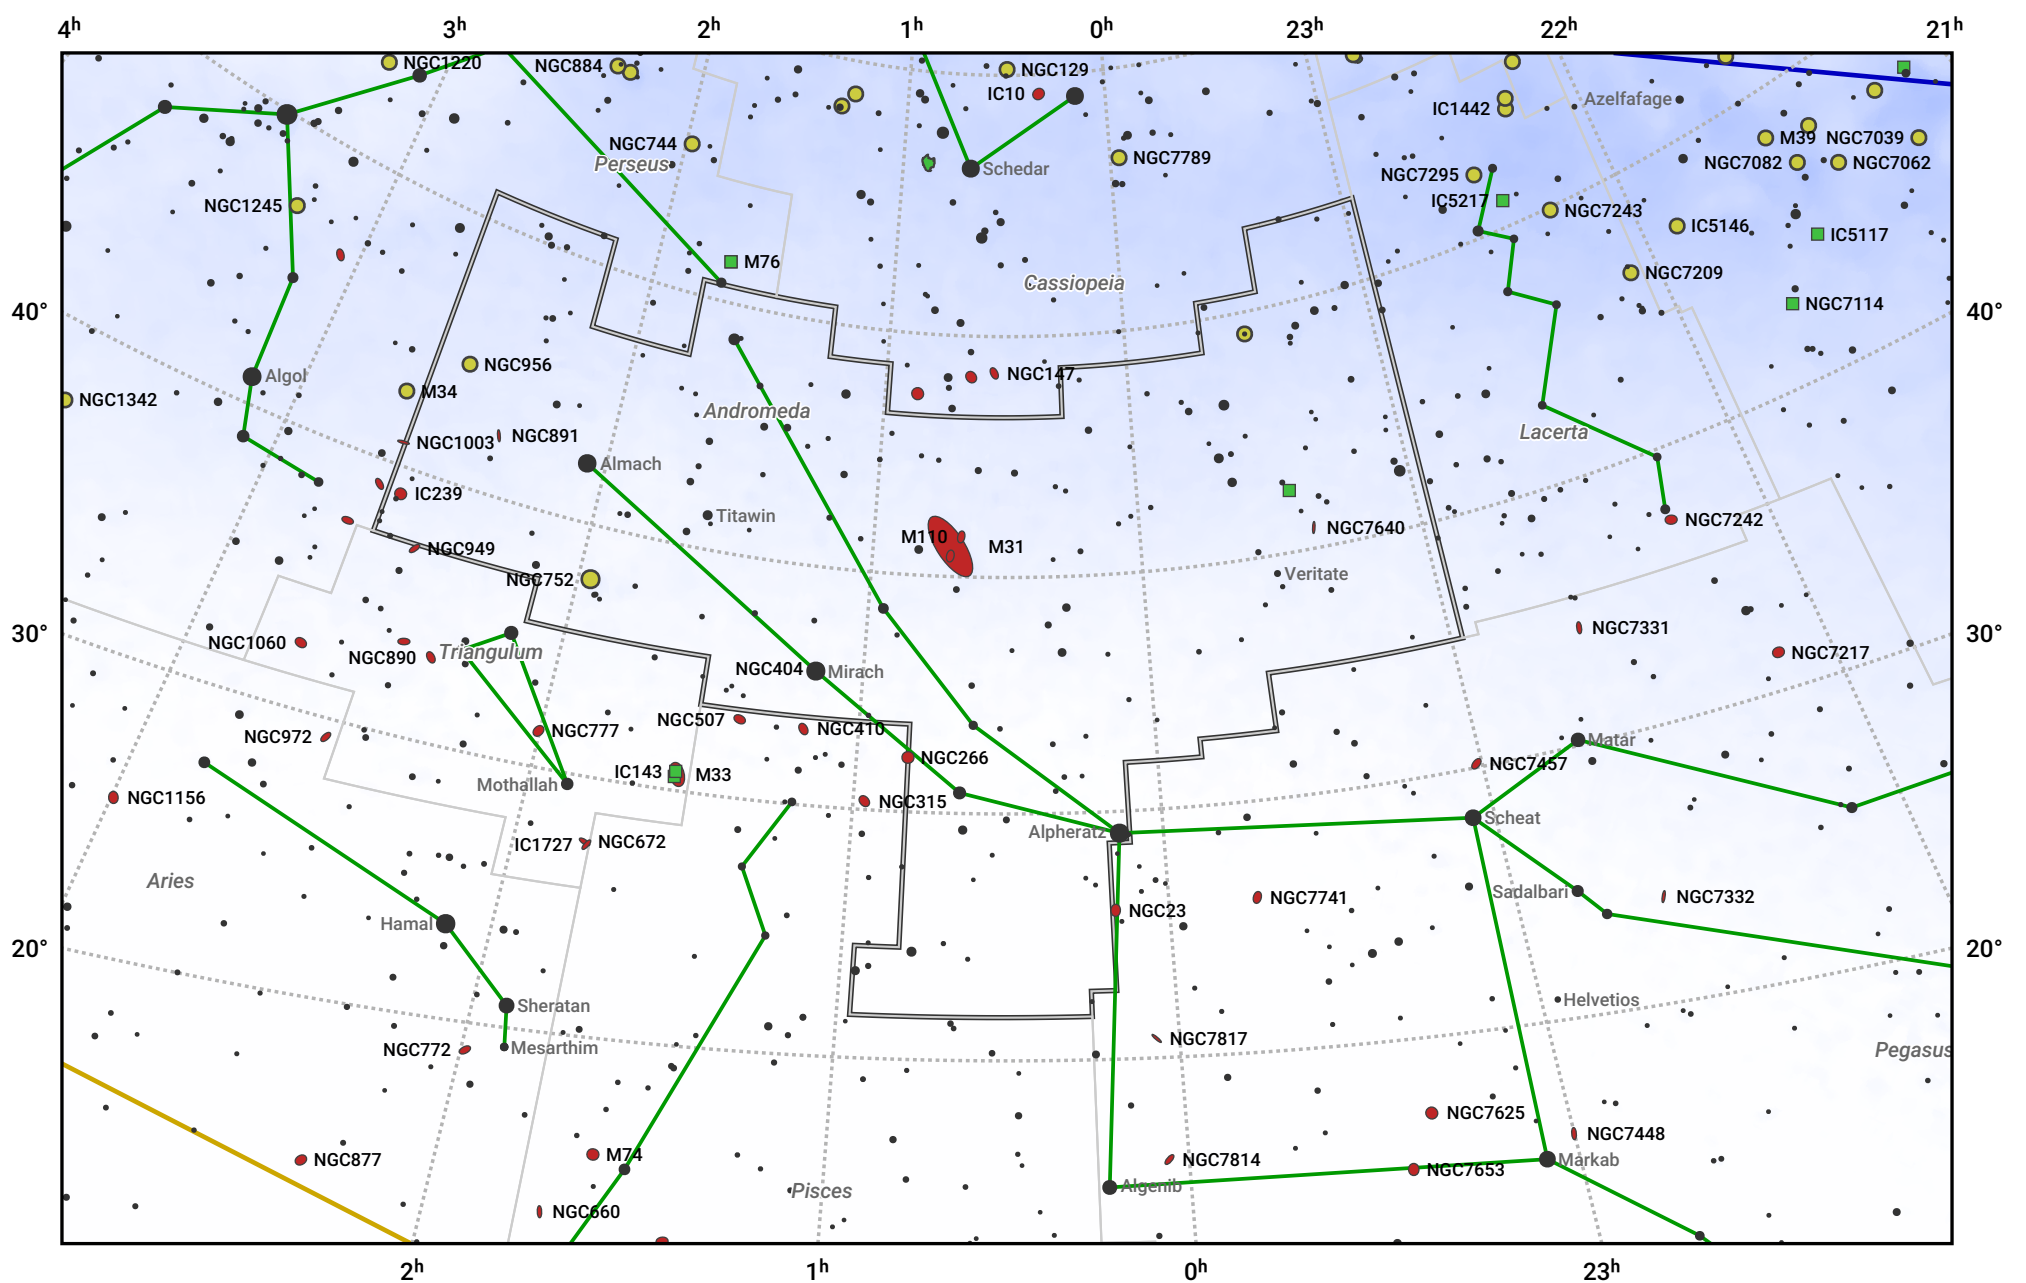 4h 3h 2h 1h 0h 23h 22h 21h
NGC1220
NGC884
NGC129
IC10
Azelfafage
IC1442
M39
NGC7039
NGC744
Perseus
NGC7789
NGC7082
NGC7062
Schedar
NGC7295
NGC1245
IC5217
NGC7243
IC5146
IC5117
M76
Cassiopeia
NGC7209
40°
NGC7114
40°
NGC956
Algol
NGC147
M34
NGC1342
Andromeda
NGC1003
NGC891
Lacerta
Almach
IC239
Titawin
NGC7640
NGC7242
M110
M31
NGC949
NGC752
Veritate
30°
NGC1060
NGC890
Triangulum
NGC404
Mirach
NGC7331
NGC7217
30°
NGC507
NGC410
NGC972
NGC777
NGC266
Matar
IC143
M33
NGC7457
Mothallah
NGC1156
NGC315
Alpheratz
Scheat
IC1727
NGC672
Aries
Sadalbari
NGC7332
NGC7741
Hamal
NGC23
20°
20°
Sheratan
Helvetios
Mesarthim
NGC772
NGC7817
Pegasus
NGC7625
NGC7448
NGC877
M74
NGC7814
NGC7653
Markab
Pisces
Algenib
NGC660
2h 1h 0h 23h